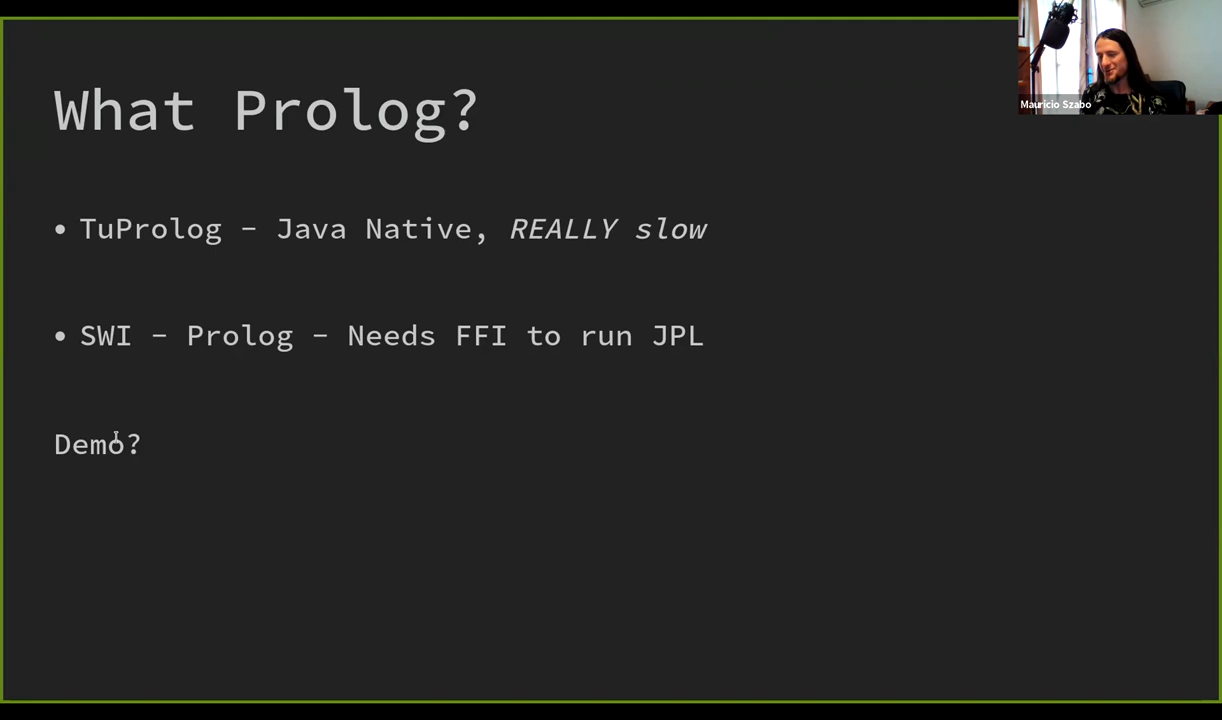 What Prolog?
Mauricio Szabo
• TuProlog - Java Native, REALLY slow
• SWI - Prolog - Needs FFI to run JPL
Demo?